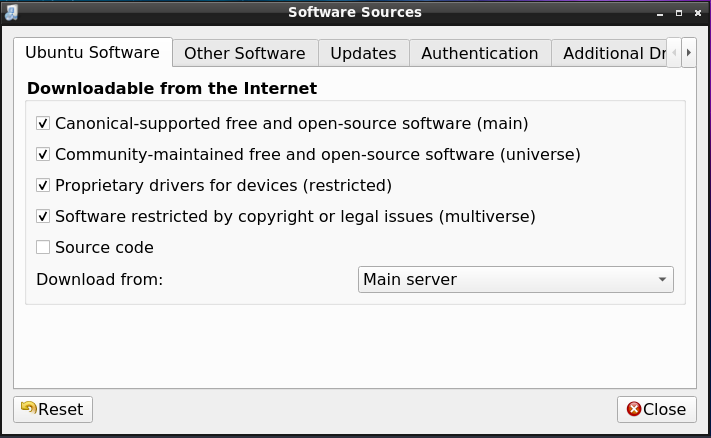 Software Sources
Ubuntu Software Other Software Updates Authentication Additional Dr
Downloadable from the Internet
Canonical-supported free and open-source software (main)
Community-maintained free and open-source software (universe)
Proprietary drivers for devices (restricted)
Software restricted by copyright or legal issues (multiverse)
Source code
Download from: Main server
Reset Close